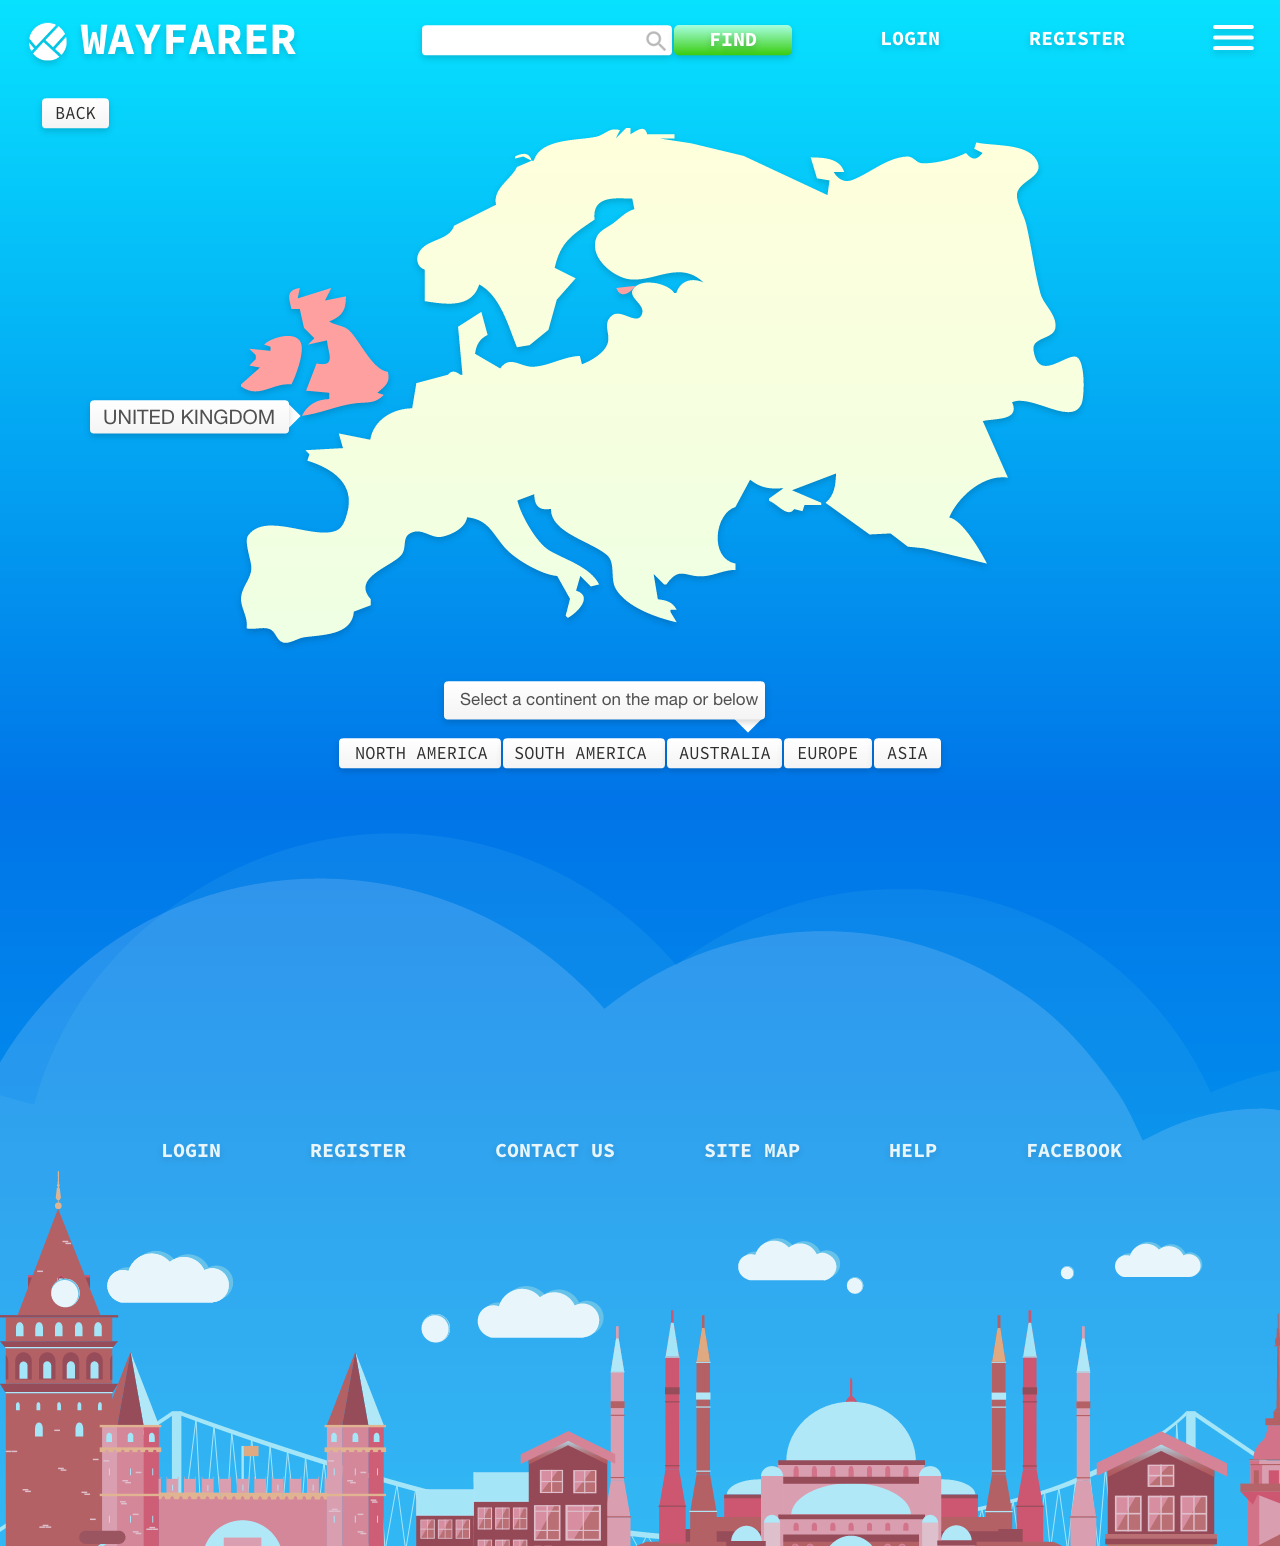 WAYFARER
FIND
LOGIN
REGISTER
BACK
UNITED KINGDOM
Select a continent on the map or below
NORTH AMERICA
SOUTH AMERICA
AUSTRALIA
EUROPE
ASIA
LOGIN
REGISTER
CONTACT US
SITE MAP
HELP
FACEBOOK